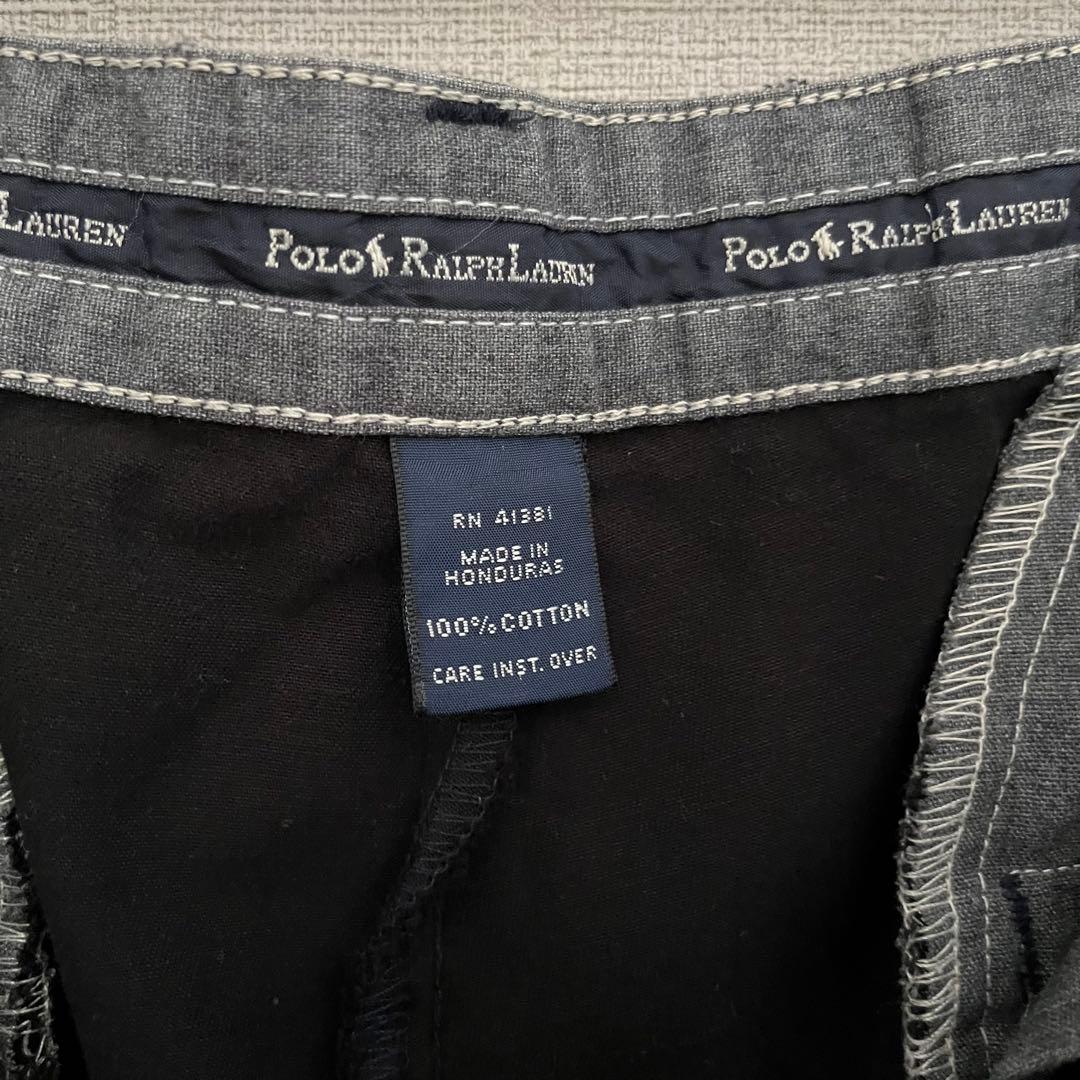 LAUREN POLO RALPH LAUREN POLO RALPH LAUREN
RN 41381
MADE IN
HONDURAS
100% COTTON
CARE INST. OVER